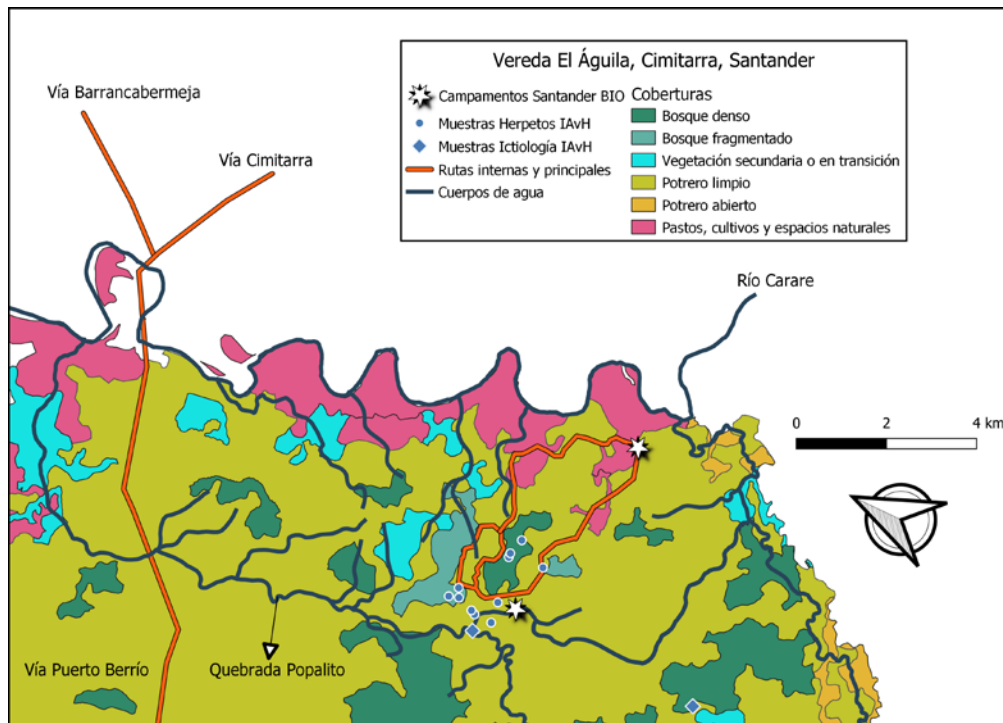 Vereda El Águila, Cimitarra, Santander
Campamentos Santander BIO
Muestras Herpetos IAvH
Muestras Ictiología IAvH
Rutas internas y principales
Cuerpos de agua
Coberturas
Bosque denso
Bosque fragmentado
Vegetación secundaria o en transición
Potrero limpio
Potrero abierto
Pastos, cultivos y espacios naturales
Vía Barrancabermeja
Vía Cimitarra
Río Carare
0 2 4 km
Vía Puerto Berrío
Quebrada Popalito